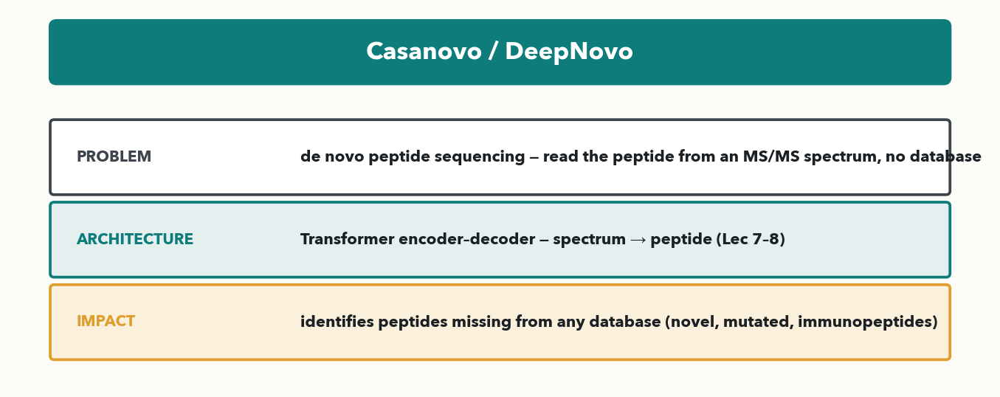 Casanovo / DeepNovo
PROBLEM de novo peptide sequencing — read the peptide from an MS/MS spectrum, no database
ARCHITECTURE Transformer encoder–decoder — spectrum → peptide (Lec 7–8)
IMPACT identifies peptides missing from any database (novel, mutated, immunopeptides)